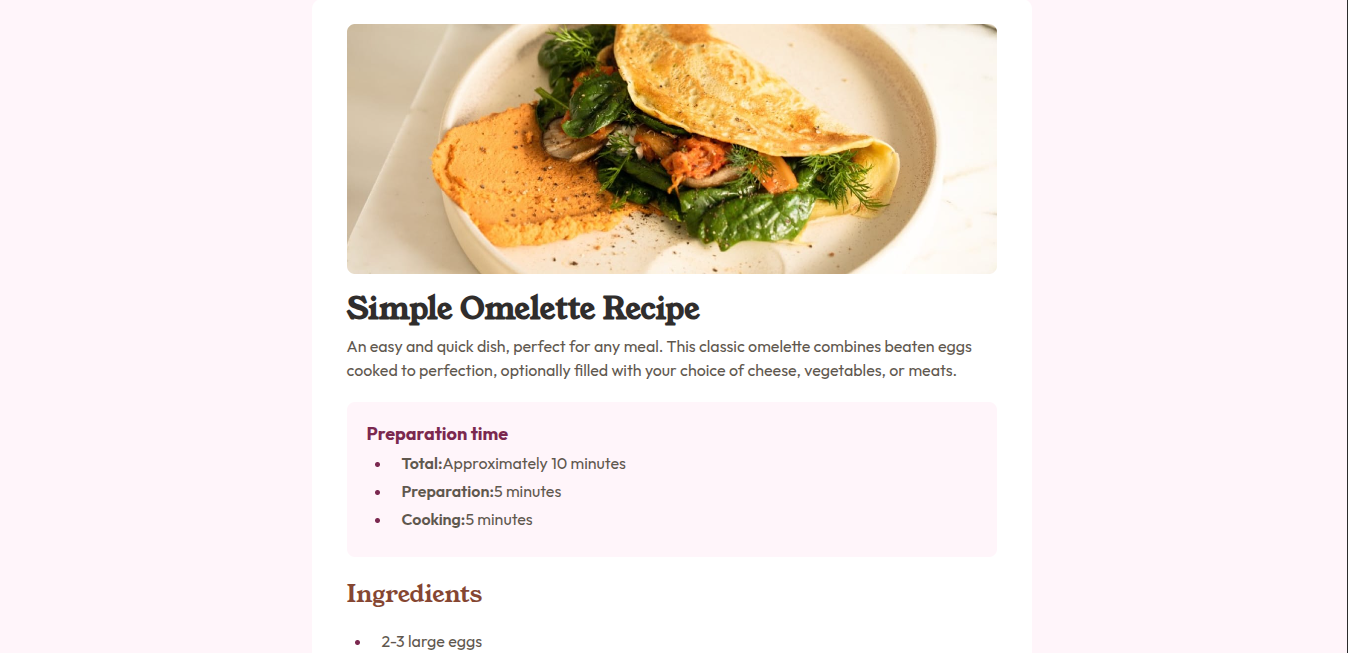 Simple Omelette Recipe
An easy and quick dish, perfect for any meal. This classic omelette combines beaten eggs
cooked to perfection, optionally filled with your choice of cheese, vegetables, or meats.
Preparation time
Total:Approximately 10 minutes
Preparation:5 minutes
Cooking:5 minutes
Ingredients
2-3 large eggs